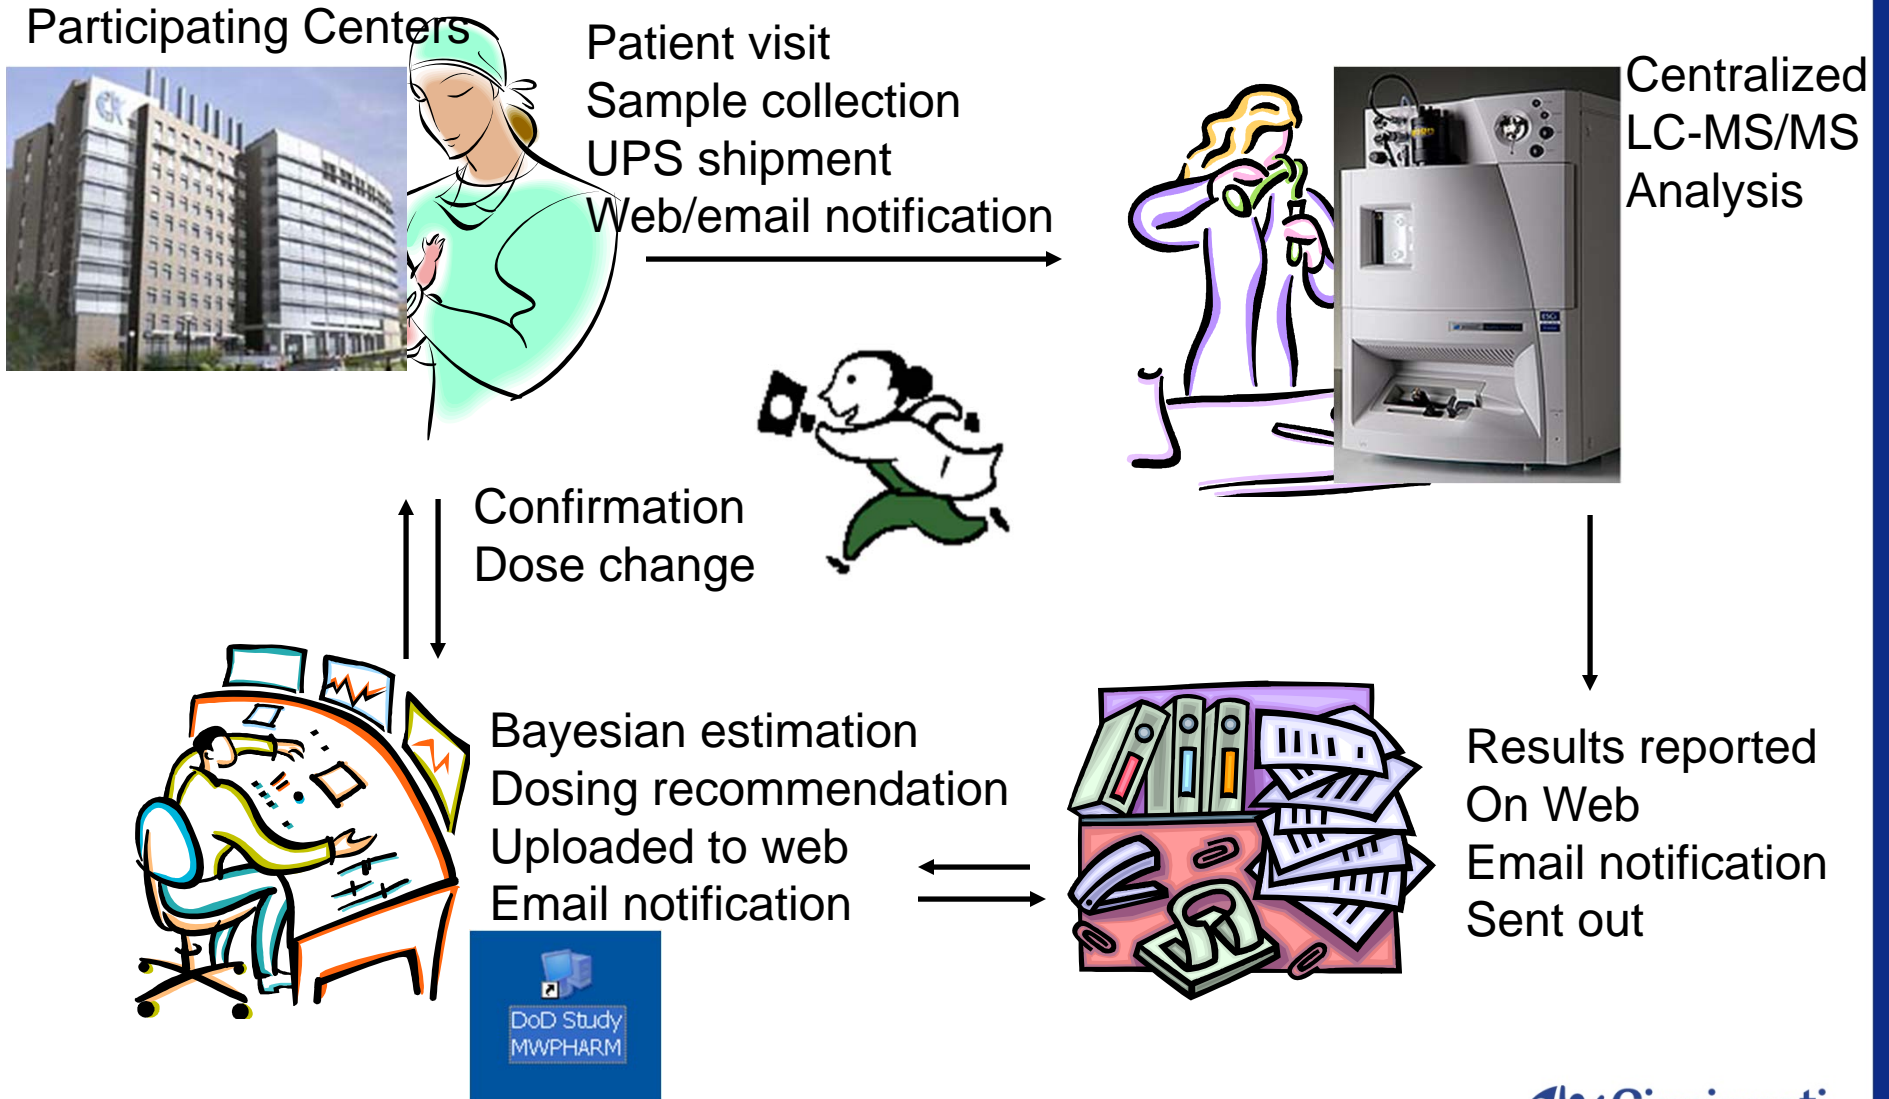 Participating Centers
Patient visit
Sample collection
UPS shipment
Web/email notification
Centralized
LC-MS/MS
Analysis
Confirmation
Dose change
Bayesian estimation
Dosing recommendation
Uploaded to web
Email notification
Results reported
On Web
Email notification
Sent out
DoD Study
MWPHARM